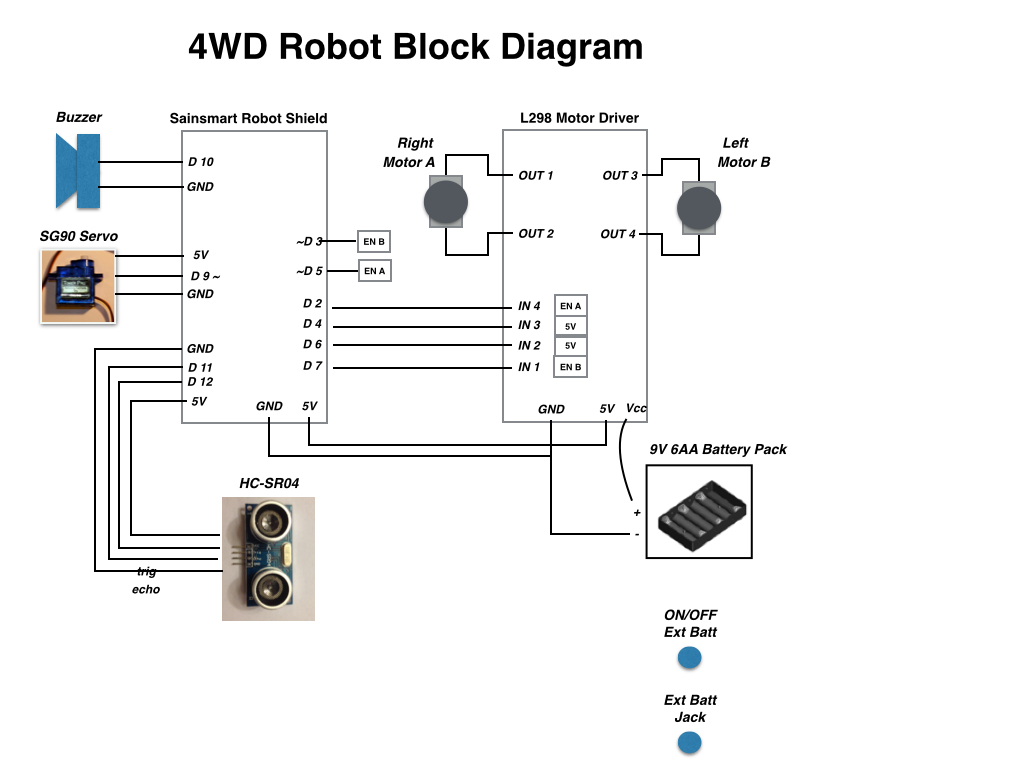 4WD Robot Block Diagram
Buzzer
Sainsmart Robot Shield
D 10
GND
SG90 Servo
5V
D 9 ~
GND
~D 3
EN B
~D 5
EN A
D 2
D 4
D 6
D 7
GND
D 11
D 12
5V
GND 5V
L298 Motor Driver
Right
Motor A
OUT 1
OUT 2
OUT 3
OUT 4
Left
Motor B
IN 4 EN A
IN 3 5V
IN 2 5V
IN 1 EN B
GND 5V Vcc
9V 6AA Battery Pack
+
-
HC-SR04
trig
echo
ON/OFF
Ext Batt
Ext Batt
Jack